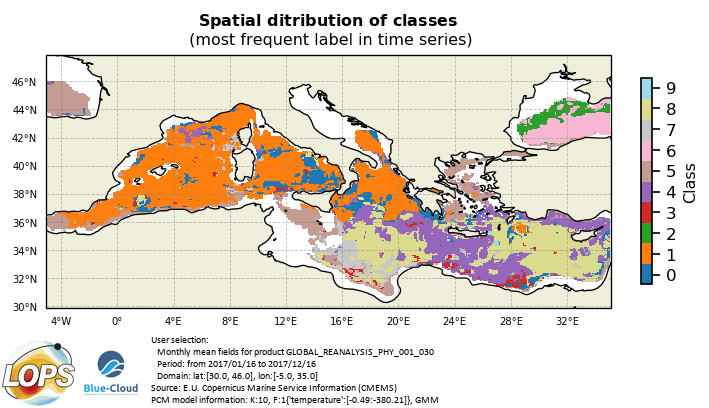 Spatial ditribution of classes
(most frequent label in time series)
46°N
44°N
42°N
40°N
38°N
36°N
34°N
32°N
30°N
4°W 0° 4°E 8°E 12°E 16°E 20°E 24°E 28°E 32°E
9
8
7
6
5
4
3
2
1
0
Class
LOPS
Blue-Cloud
User selection:
Monthly mean fields for product GLOBAL_REANALYSIS_PHY_001_030
Period: from 2017/01/16 to 2017/12/16
Domain: lat:[30.0, 46.0], lon:[-5.0, 35.0]
Source: E.U. Copernicus Marine Service Information (CMEMS)
PCM model information: K:10, F:1{'temperature':[-0.49:-380.21]}, GMM